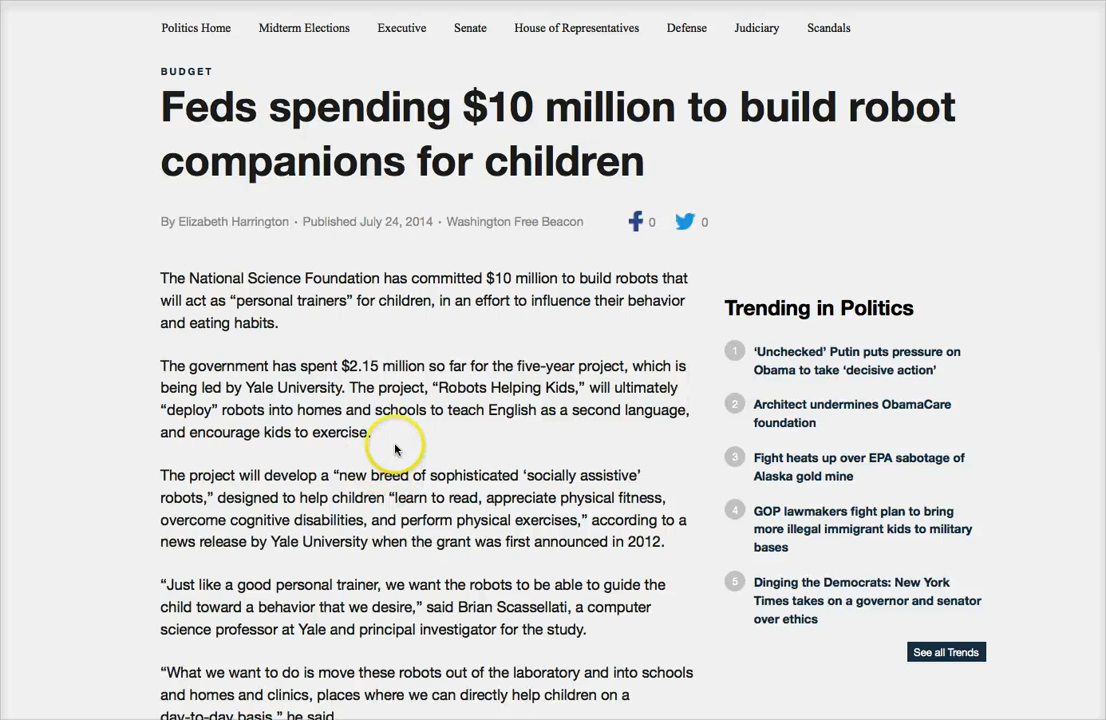 Politics Home Midterm Elections Executive Senate House of Representatives Defense Judiciary Scandals
BUDGET
Feds spending $10 million to build robot
companions for children
By Elizabeth Harrington · Published July 24, 2014 · Washington Free Beacon 0 0
The National Science Foundation has committed $10 million to build robots that
will act as “personal trainers” for children, in an effort to influence their behavior
and eating habits.
The government has spent $2.15 million so far for the five-year project, which is
being led by Yale University. The project, “Robots Helping Kids,” will ultimately
“deploy” robots into homes and schools to teach English as a second language,
and encourage kids to exercise.
The project will develop a “new breed of sophisticated ‘socially assistive’
robots,” designed to help children “learn to read, appreciate physical fitness,
overcome cognitive disabilities, and perform physical exercises,” according to a
news release by Yale University when the grant was first announced in 2012.
“Just like a good personal trainer, we want the robots to be able to guide the
child toward a behavior that we desire,” said Brian Scassellati, a computer
science professor at Yale and principal investigator for the study.
“What we want to do is move these robots out of the laboratory and into schools
and homes and clinics, places where we can directly help children on a
day-to-day basis,” he said.
Trending in Politics
1 ‘Unchecked’ Putin puts pressure on
Obama to take ‘decisive action’
2 Architect undermines ObamaCare
foundation
3 Fight heats up over EPA sabotage of
Alaska gold mine
4 GOP lawmakers fight plan to bring
more illegal immigrant kids to military
bases
5 Dinging the Democrats: New York
Times takes on a governor and senator
over ethics
See all Trends